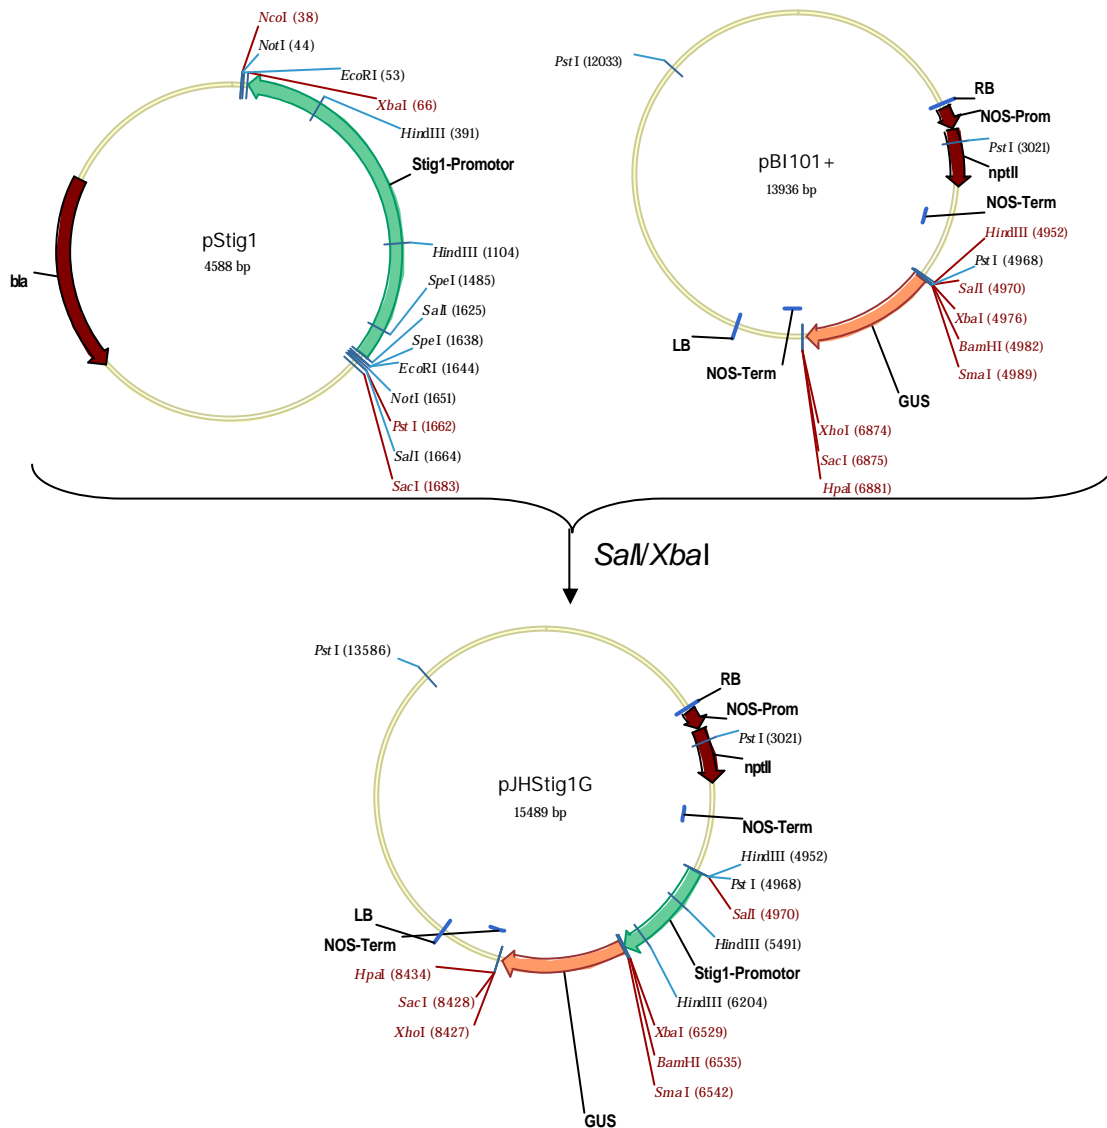 NcoI (38)
NotI (44)
EcoRI (53)
XbaI (66)
HindIII (391)
Stig1-Promotor
pStig1
4588 bp
HindIII (1104)
bla
SpeI (1485)
SalI (1625)
SpeI (1638)
EcoRI (1644)
NotI (1651)
PstI (1662)
SalI (1664)
SacI (1683)
PstI (12033)
RB
NOS-Prom
PstI (3021)
nptII
pBI101+
13936 bp
NOS-Term
HindIII (4952)
PstI (4968)
SalI (4970)
XbaI (4976)
BamHI (4982)
SmaI (4989)
LB
NOS-Term
GUS
XhoI (6874)
SacI (6875)
HpaI (6881)
SalI/XbaI
PstI (13586)
RB
NOS-Prom
PstI (3021)
nptII
pJHStig1G
15489 bp
NOS-Term
HindIII (4952)
PstI (4968)
SalI (4970)
LB
NOS-Term
HindIII (5491)
Stig1-Promotor
HpaI (8434)
SacI (8428)
HindIII (6204)
XhoI (8427)
XbaI (6529)
BamHI (6535)
SmaI (6542)
GUS